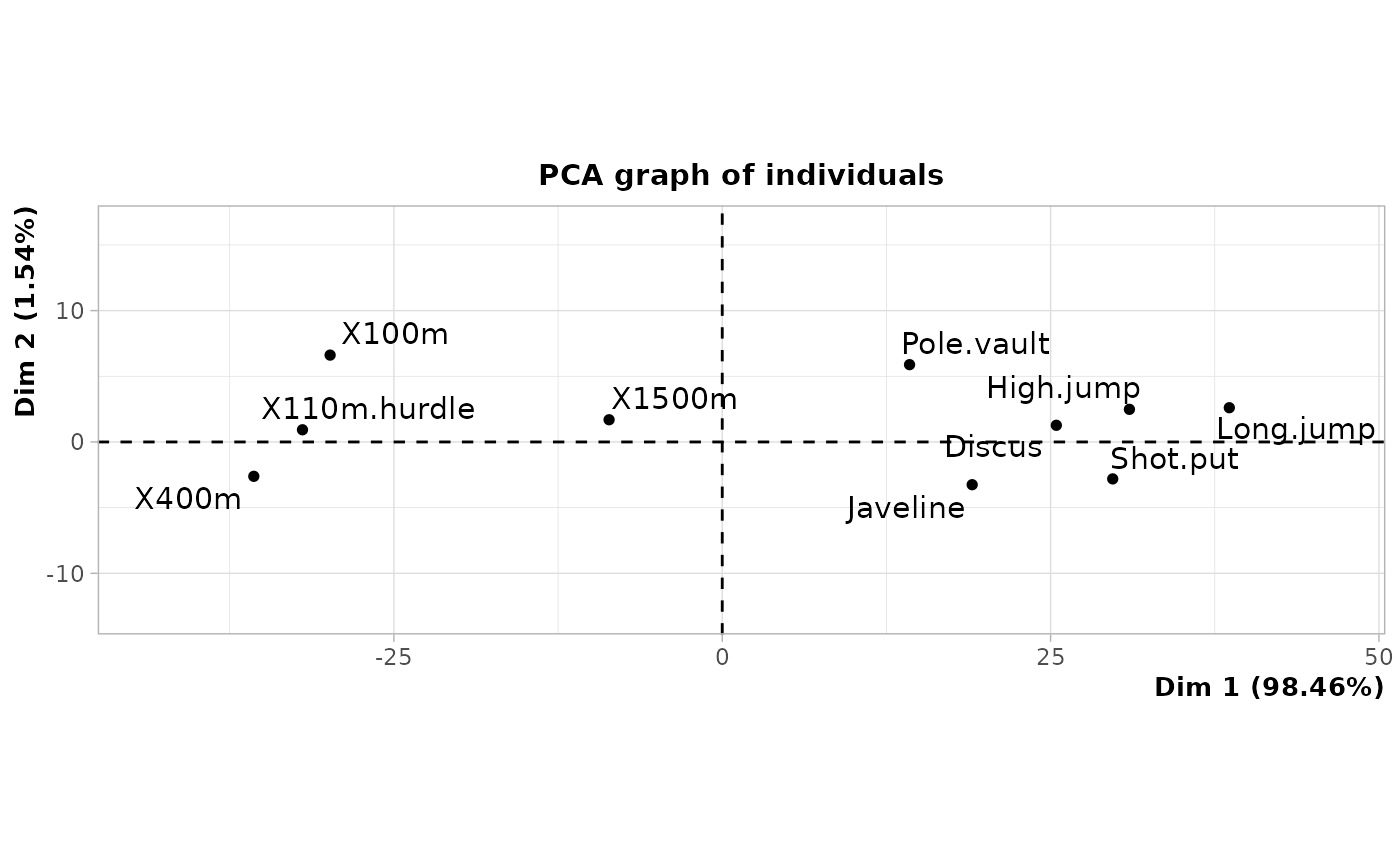 PCA graph of individuals
Dim 2 (1.54%)
10
0
-10
X100m
X110m.hurdle
X400m
X1500m
Pole.vault
High.jump
Long.jump
Discus
Shot.put
Javeline
-25
0
25
50
Dim 1 (98.46%)